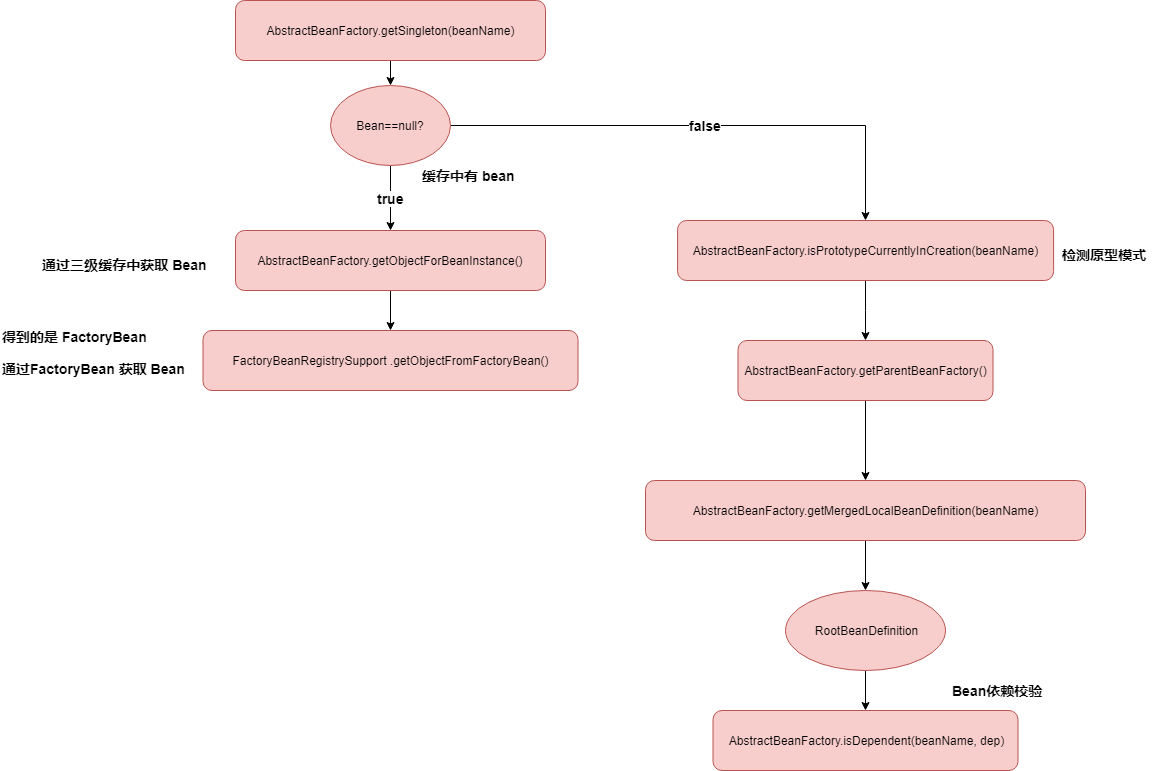 AbstractBeanFactory.getSingleton(beanName)
Bean==null?
false
缓存中有 bean
true
AbstractBeanFactory.getObjectForBeanInstance()
通过三级缓存中获取 Bean
AbstractBeanFactory.isPrototypeCurrentlyInCreation(beanName)
检测原型模式
得到的是 FactoryBean
通过FactoryBean 获取 Bean
FactoryBeanRegistrySupport .getObjectFromFactoryBean()
AbstractBeanFactory.getParentBeanFactory()
AbstractBeanFactory.getMergedLocalBeanDefinition(beanName)
RootBeanDefinition
Bean依赖校验
AbstractBeanFactory.isDependent(beanName, dep)